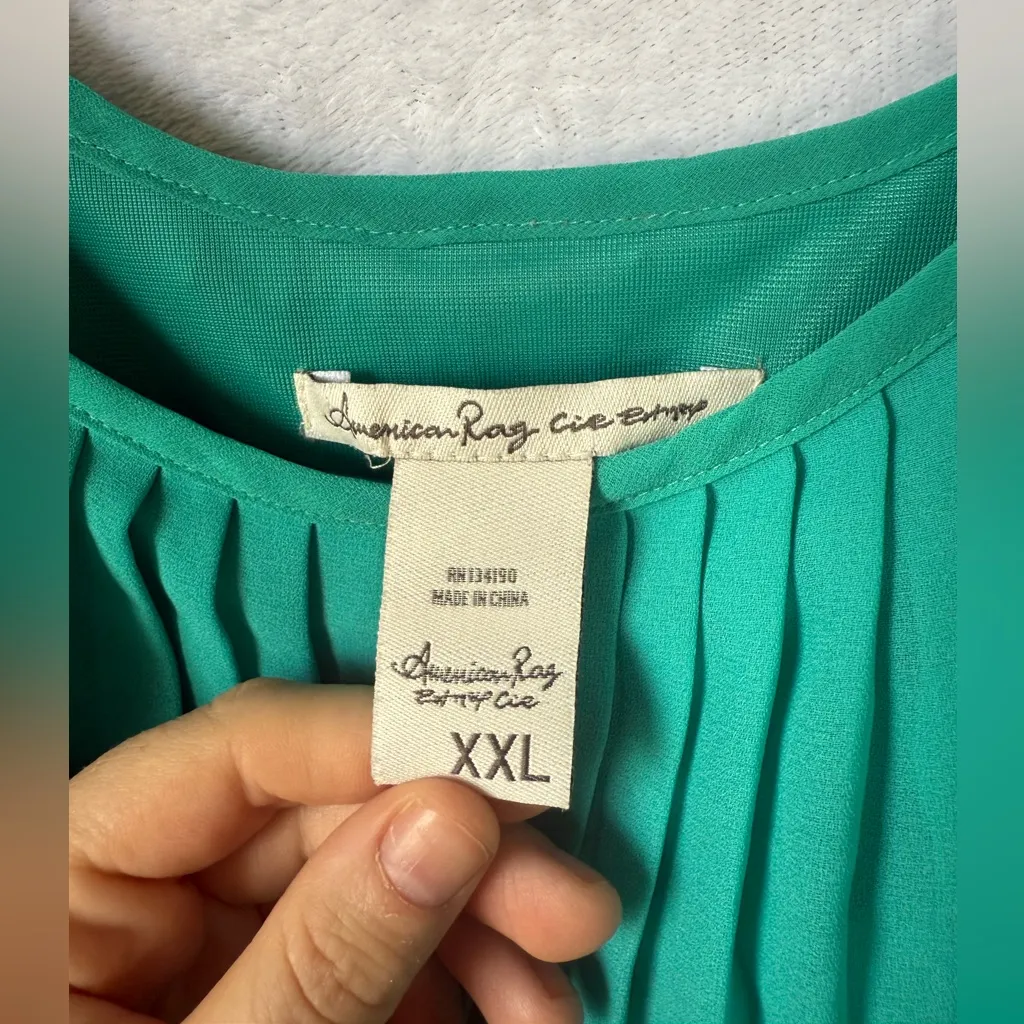 American Rag Cie
RN134190
MADE IN CHINA
American Rag
Cie
XXL